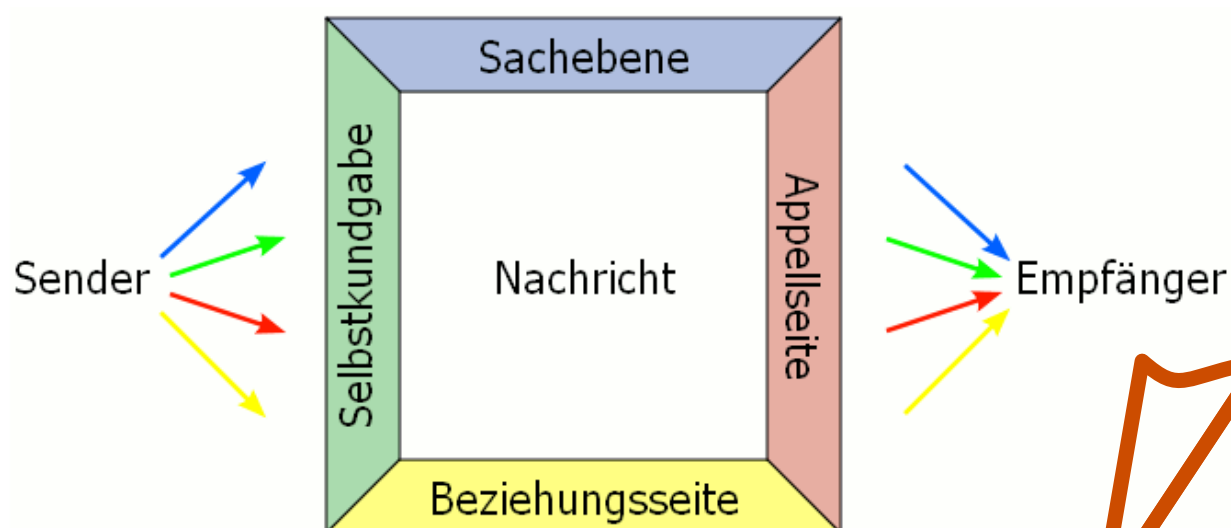 Sachebene
Sender
Selbstkundgabe
Nachricht
Appellseite
Empfänger
Beziehungsseite